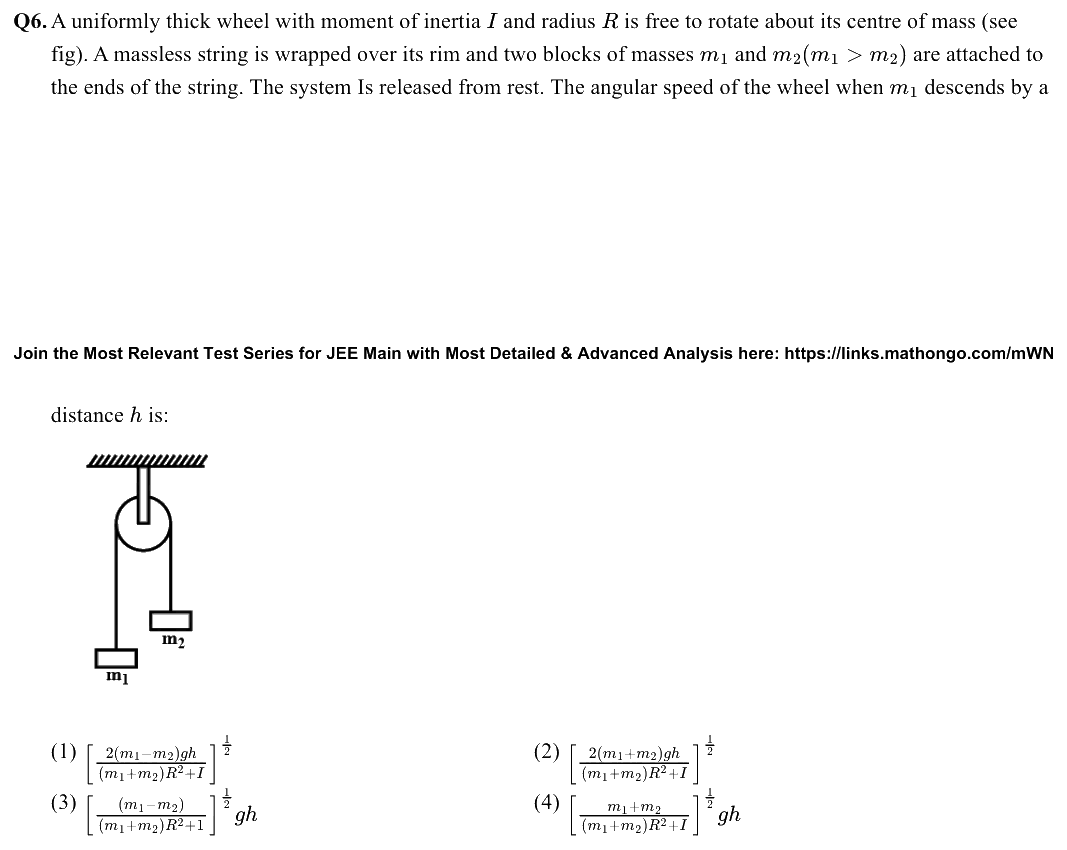 Q6. A uniformly thick wheel with moment of inertia I and radius R is free to rotate about its centre of mass (see
fig). A massless string is wrapped over its rim and two blocks of masses m₁ and m₂(m₁ > m₂) are attached to
the ends of the string. The system Is released from rest. The angular speed of the wheel when m₁ descends by a
Join the Most Relevant Test Series for JEE Main with Most Detailed & Advanced Analysis here: https://links.mathongo.com/mWN
distance h is:
m₂
m₁
(1) [2(m₁−m₂)gh / (m₁+m₂)R²+I]^(1/2) (2) [2(m₁+m₂)gh / (m₁+m₂)R²+I]^(1/2)
(3) [(m₁−m₂) / (m₁+m₂)R²+1]^(1/2) gh (4) [m₁+m₂ / (m₁+m₂)R²+I]^(1/2) gh